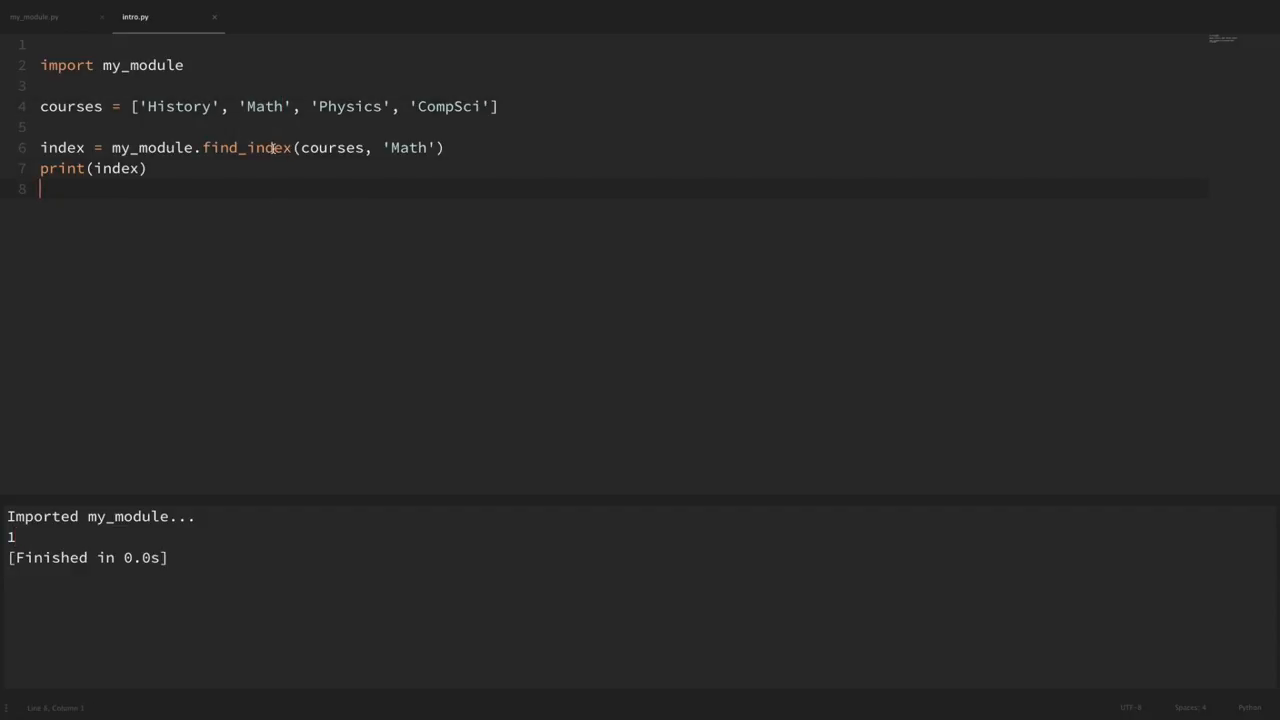 my_module.py × intro.py ×
1
2 import my_module
3
4 courses = ['History', 'Math', 'Physics', 'CompSci']
5
6 index = my_module.find_index(courses, 'Math')
7 print(index)
8
Imported my_module...
1
[Finished in 0.0s]
Line 8, Column 1 UTF-8 Spaces: 4 Python